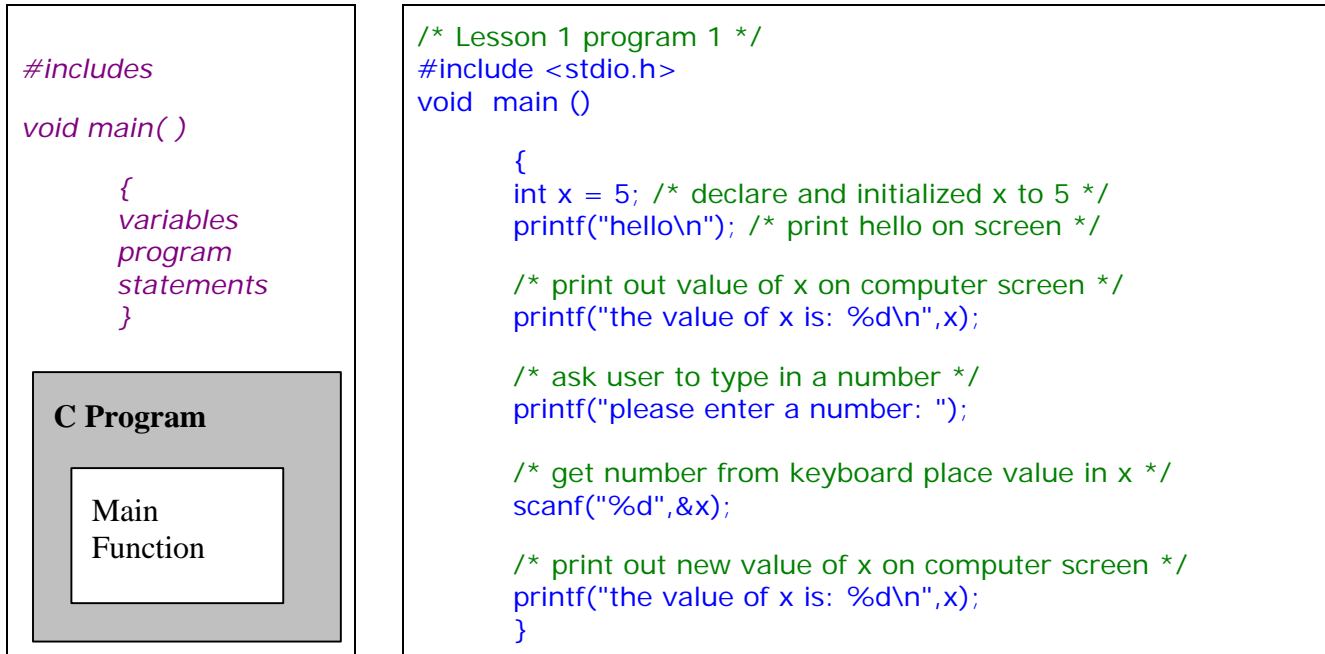 #includes
void main( )
{
variables
program
statements
}
C Program
Main
Function
/* Lesson 1 program 1 */
#include <stdio.h>
void  main ()
{
int x = 5; /* declare and initialized x to 5 */
printf("hello\n"); /* print hello on screen */
/* print out value of x on computer screen */
printf("the value of x is: %d\n",x);
/* ask user to type in a number */
printf("please enter a number: ");
/* get number from keyboard place value in x */
scanf("%d",&x);
/* print out new value of x on computer screen */
printf("the value of x is: %d\n",x);
}